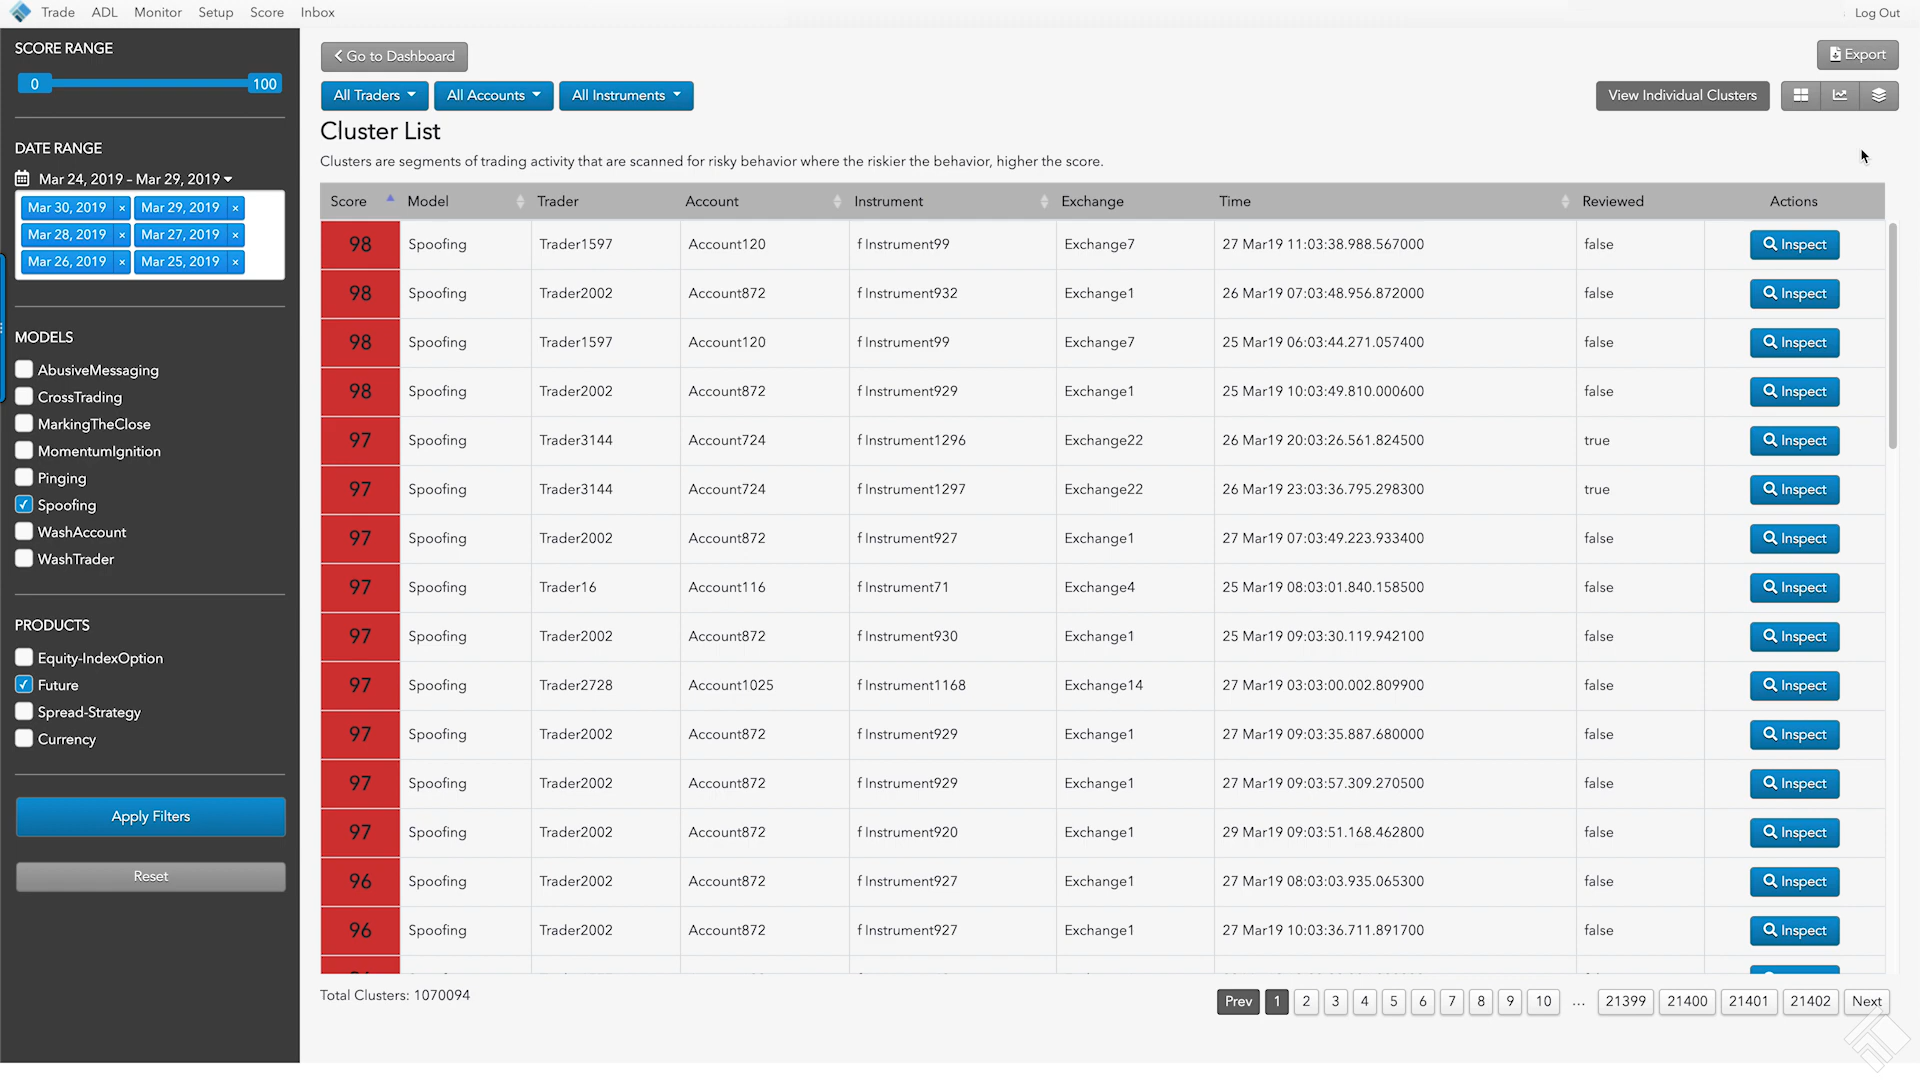 Trade ADL Monitor Setup Score Inbox Log Out
SCORE RANGE
0 100
DATE RANGE
Mar 24, 2019 - Mar 29, 2019
Mar 30, 2019 × Mar 29, 2019 ×
Mar 28, 2019 × Mar 27, 2019 ×
Mar 26, 2019 × Mar 25, 2019 ×
MODELS
AbusiveMessaging
CrossTrading
MarkingTheClose
MomentumIgnition
Pinging
Spoofing
WashAccount
WashTrader
PRODUCTS
Equity-IndexOption
Future
Spread-Strategy
Currency
Apply Filters
Reset
Go to Dashboard Export
All Traders All Accounts All Instruments View Individual Clusters
Cluster List
Clusters are segments of trading activity that are scanned for risky behavior where the riskier the behavior, higher the score.
Score Model Trader Account Instrument Exchange Time Reviewed Actions
98 Spoofing Trader1597 Account120 f Instrument99 Exchange7 27 Mar19 11:03:38.988.567000 false Inspect
98 Spoofing Trader2002 Account872 f Instrument932 Exchange1 26 Mar19 07:03:48.956.872000 false Inspect
98 Spoofing Trader1597 Account120 f Instrument99 Exchange7 25 Mar19 06:03:44.271.057400 false Inspect
98 Spoofing Trader2002 Account872 f Instrument929 Exchange1 25 Mar19 10:03:49.810.000600 false Inspect
97 Spoofing Trader3144 Account724 f Instrument1296 Exchange22 26 Mar19 20:03:26.561.824500 true Inspect
97 Spoofing Trader3144 Account724 f Instrument1297 Exchange22 26 Mar19 23:03:36.795.298300 true Inspect
97 Spoofing Trader2002 Account872 f Instrument927 Exchange1 27 Mar19 07:03:49.223.933400 false Inspect
97 Spoofing Trader16 Account116 f Instrument71 Exchange4 25 Mar19 08:03:01.840.158500 false Inspect
97 Spoofing Trader2002 Account872 f Instrument930 Exchange1 25 Mar19 09:03:30.119.942100 false Inspect
97 Spoofing Trader2728 Account1025 f Instrument1168 Exchange14 27 Mar19 03:03:00.002.809900 false Inspect
97 Spoofing Trader2002 Account872 f Instrument929 Exchange1 27 Mar19 09:03:35.887.680000 false Inspect
97 Spoofing Trader2002 Account872 f Instrument929 Exchange1 27 Mar19 09:03:57.309.270500 false Inspect
97 Spoofing Trader2002 Account872 f Instrument920 Exchange1 29 Mar19 09:03:51.168.462800 false Inspect
96 Spoofing Trader2002 Account872 f Instrument927 Exchange1 27 Mar19 08:03:03.935.065300 false Inspect
96 Spoofing Trader2002 Account872 f Instrument927 Exchange1 27 Mar19 10:03:36.711.891700 false Inspect
Total Clusters: 1070094 Prev 1 2 3 4 5 6 7 8 9 10 ... 21399 21400 21401 21402 Next